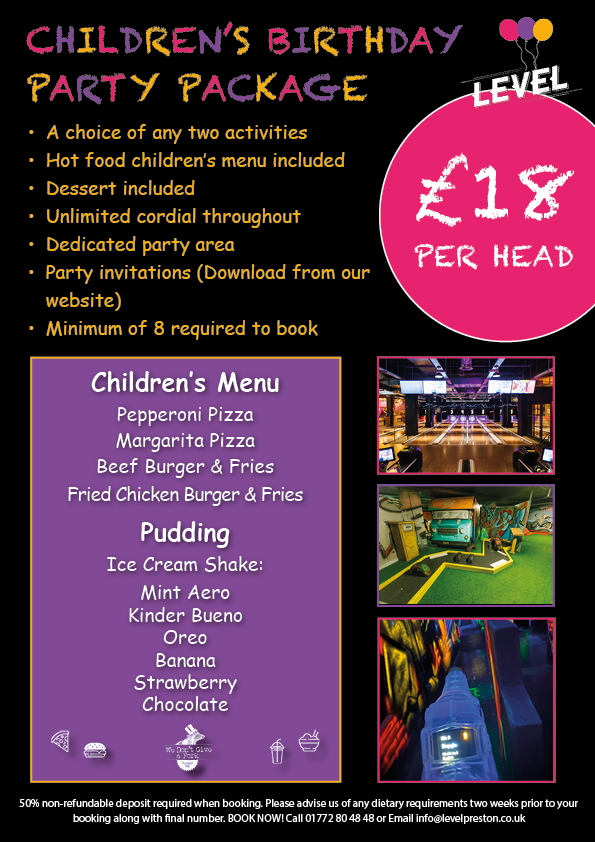 CHILDREN'S BIRTHDAY
PARTY PACKAGE
LEVEL
• A choice of any two activities
• Hot food children's menu included
• Dessert included
• Unlimited cordial throughout
• Dedicated party area
• Party invitations (Download from our
website)
• Minimum of 8 required to book
£18
PER HEAD
Children's Menu
Pepperoni Pizza
Margarita Pizza
Beef Burger & Fries
Fried Chicken Burger & Fries
Pudding
Ice Cream Shake:
Mint Aero
Kinder Bueno
Oreo
Banana
Strawberry
Chocolate
We Don't Give
a Fork
50% non-refundable deposit required when booking. Please advise us of any dietary requirements two weeks prior to your
booking along with final number. BOOK NOW! Call 01772 80 48 48 or Email info@levelpreston.co.uk